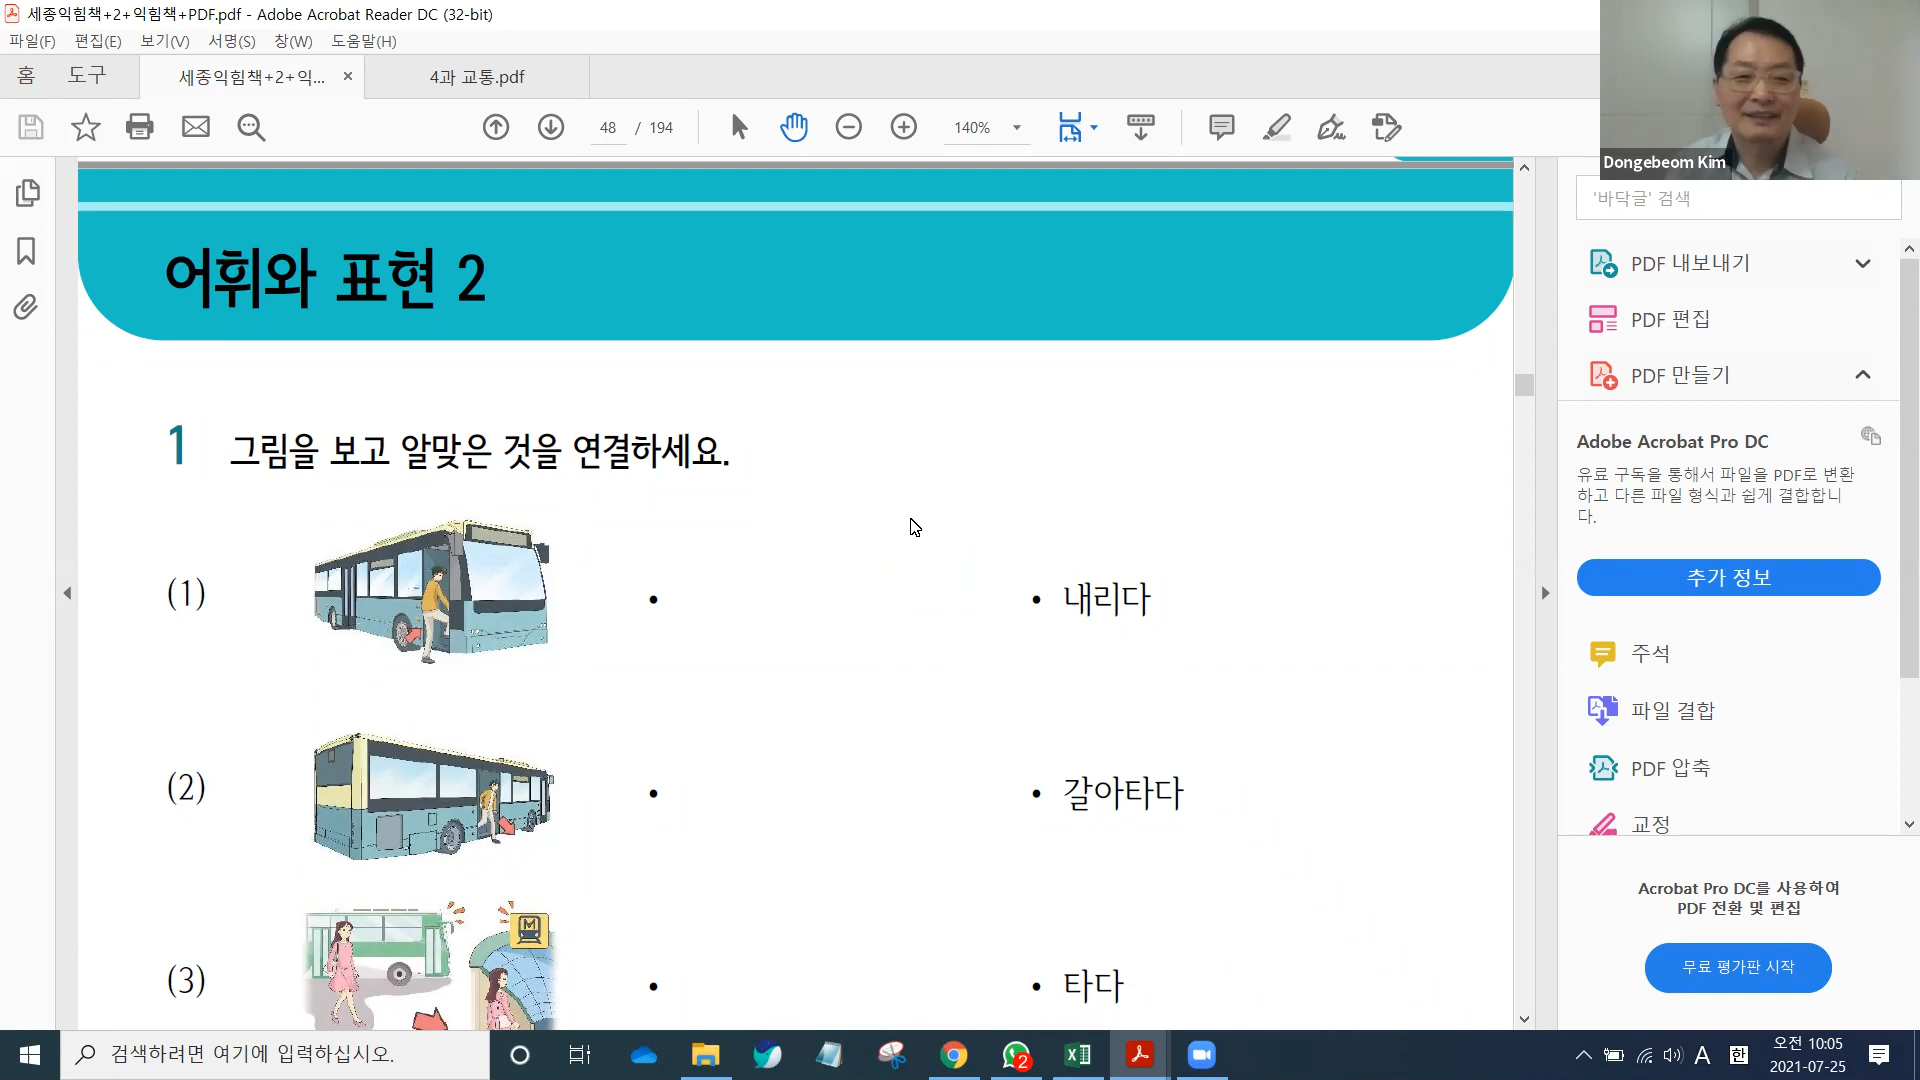 세종익힘책+2+익힘책+PDF.pdf - Adobe Acrobat Reader DC (32-bit)
파일(F) 편집(E) 보기(V) 서명(S) 창(W) 도움말(H)
홈 도구 세종익힘책+2+익... × 4과 교통.pdf
48 / 194 140%
Dongebeom Kim
'바닥글' 검색
어휘와 표현 2
PDF 내보내기
PDF 편집
PDF 만들기
1 그림을 보고 알맞은 것을 연결하세요.
Adobe Acrobat Pro DC
유료 구독을 통해서 파일을 PDF로 변환
하고 다른 파일 형식과 쉽게 결합합니
다.
추가 정보
(1) • • 내리다
(2) • • 갈아타다
M
(3) • • 타다
주석
파일 결합
PDF 압축
교정
Acrobat Pro DC를 사용하여
PDF 전환 및 편집
무료 평가판 시작
검색하려면 여기에 입력하십시오.
2
A 한
오전 10:05
2021-07-25